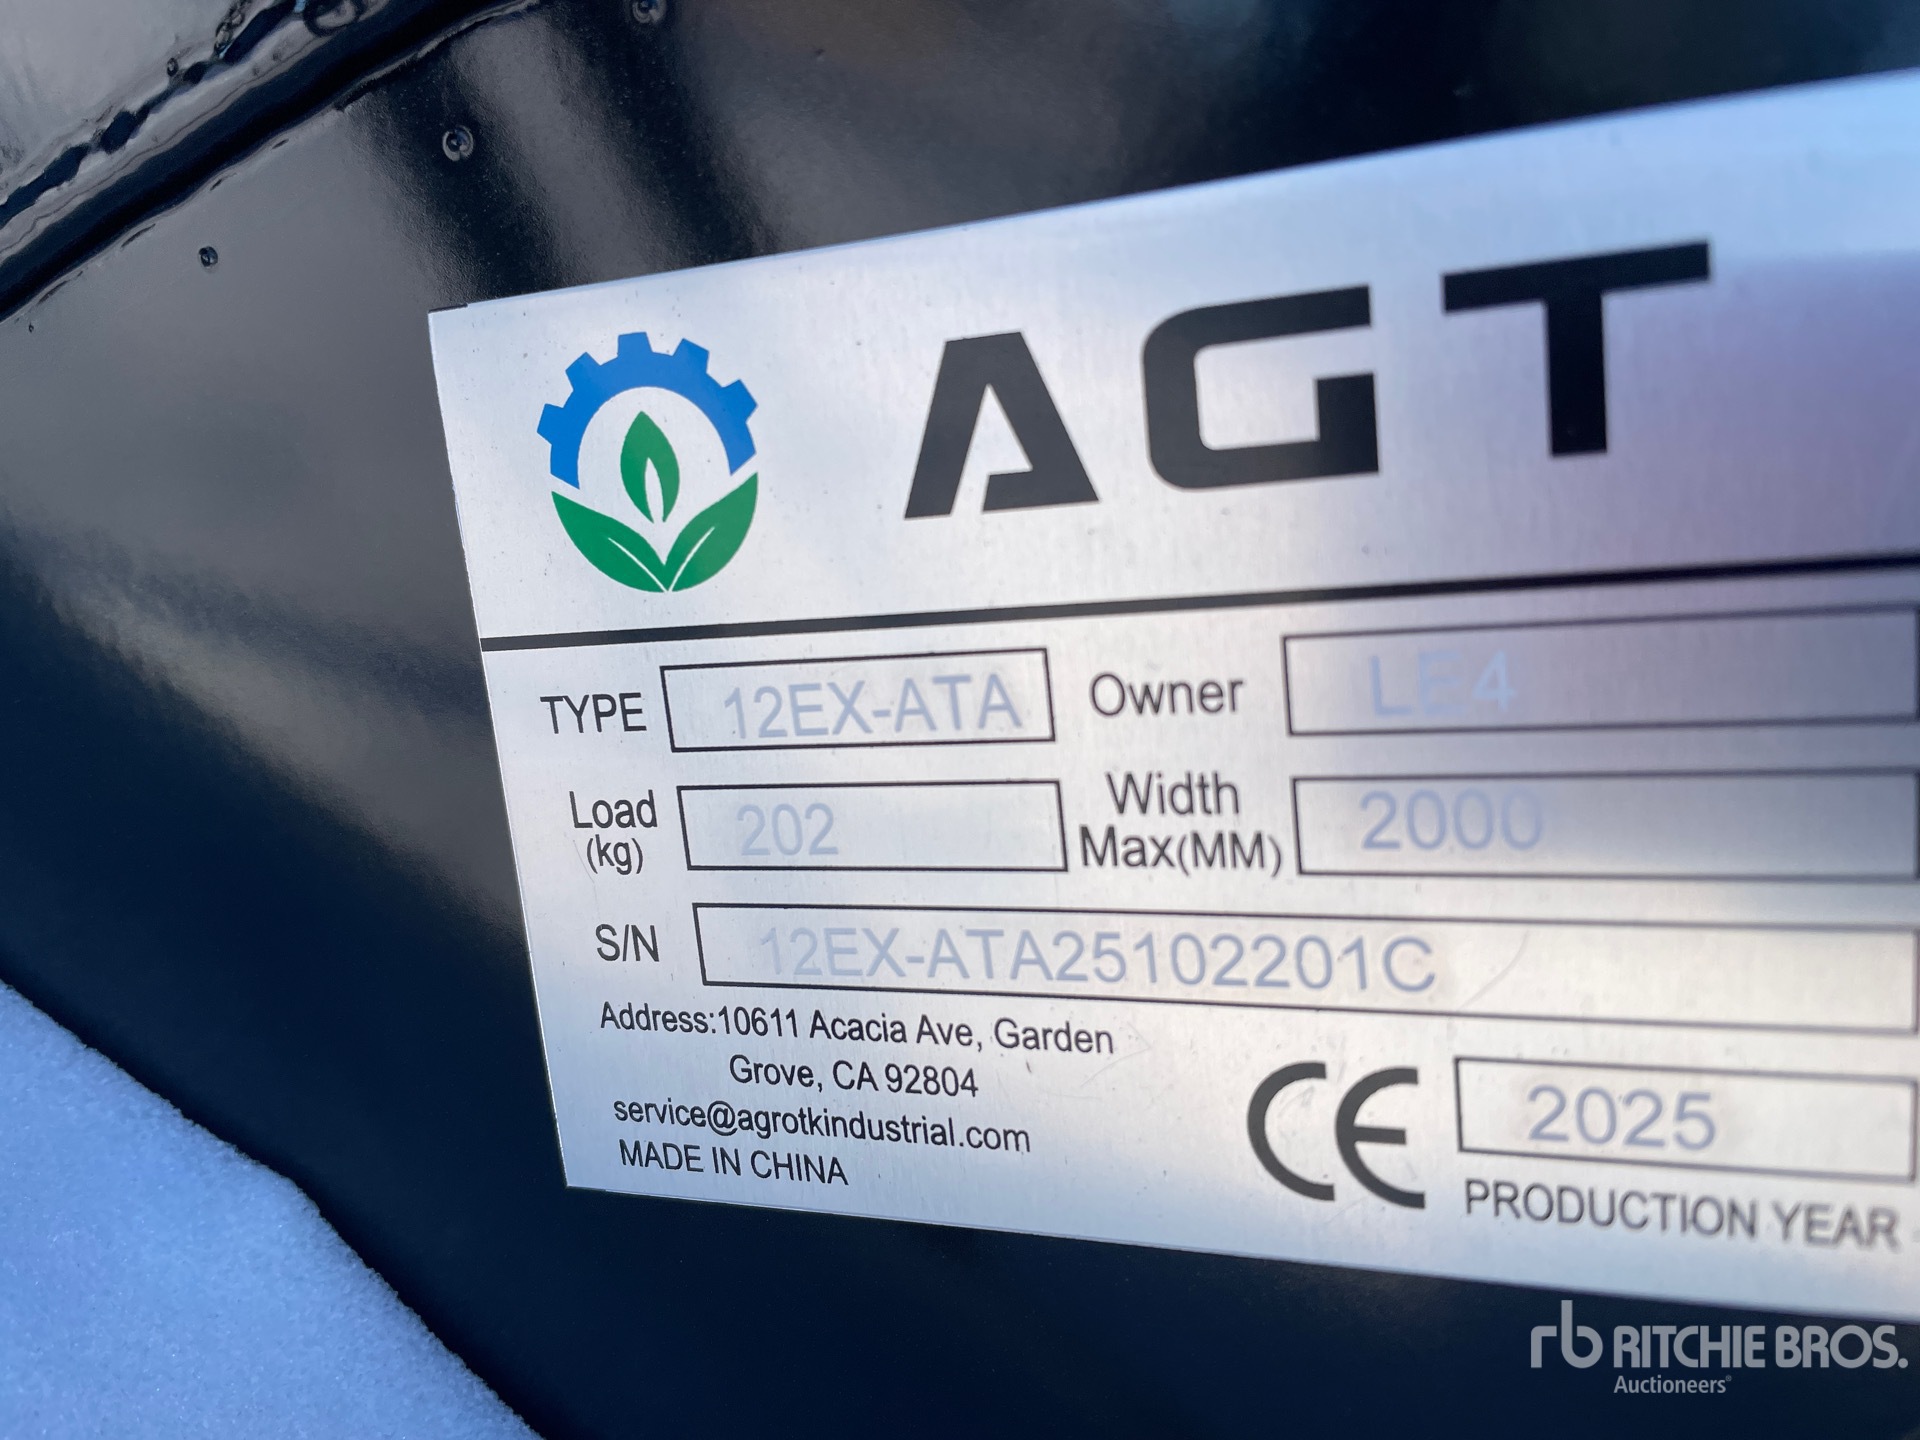 AGT
TYPE 12EX-ATA Owner LE4
Load (kg) 202 Width Max(MM) 2000
S/N 12EX-ATA25102201C
Address:10611 Acacia Ave, Garden
Grove, CA 92804
service@agrotkindustrial.com
MADE IN CHINA
CE 2025
PRODUCTION YEAR
rb RITCHIE BROS.
Auctioneers